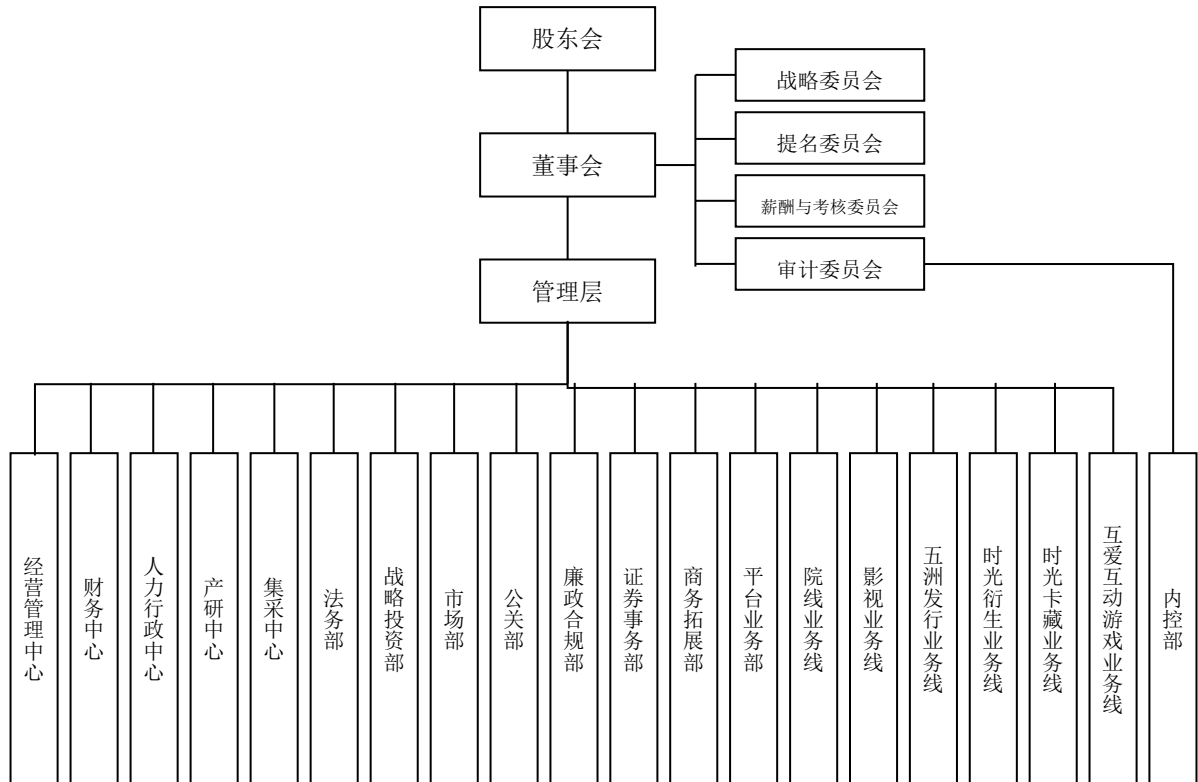 股东会
战略委员会
提名委员会
董事会
薪酬与考核委员会
审计委员会
管理层
经营管理中心
财务中心
人力行政中心
产研中心
集采中心
法务部
战略投资部
市场部
公关部
廉政合规部
证券事务部
商务拓展部
平台业务部
院线业务线
影视业务线
五洲发行业务线
时光衍生业务线
时光卡藏业务线
互爱互动游戏业务线
内控部